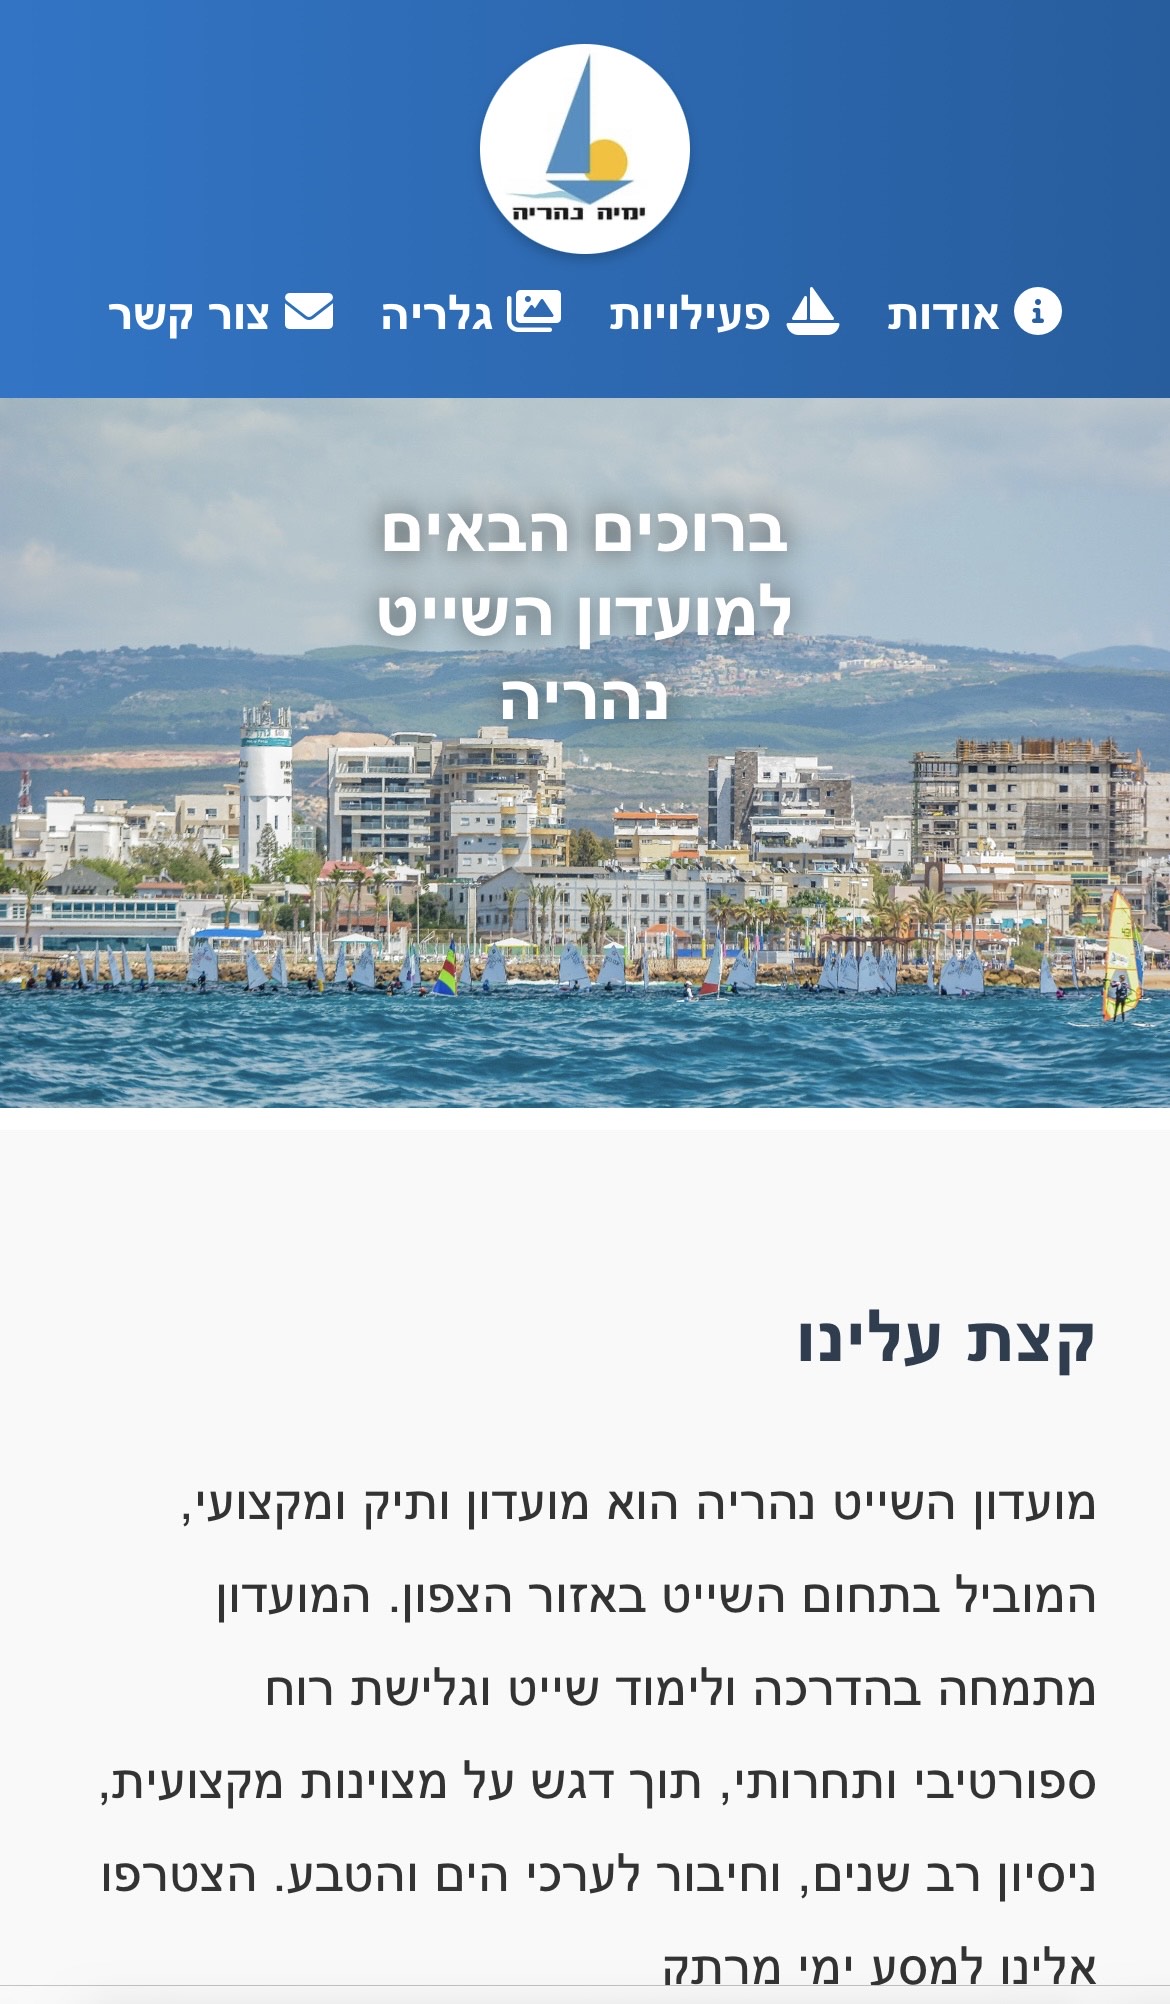 ימיה נהריה
אודות
פעילויות
גלריה
צור קשר
ברוכים הבאים
למועדון השייט
נהריה
קצת עלינו
מועדון השייט נהריה הוא מועדון ותיק ומקצועי,
המוביל בתחום השייט באזור הצפון. המועדון
מתמחה בהדרכה ולימוד שייט וגלישת רוח
ספורטיבי ותחרותי, תוך דגש על מצוינות מקצועית,
ניסיון רב שנים, וחיבור לערכי הים והטבע. הצטרפו
אלינו למסע ימי מרתק